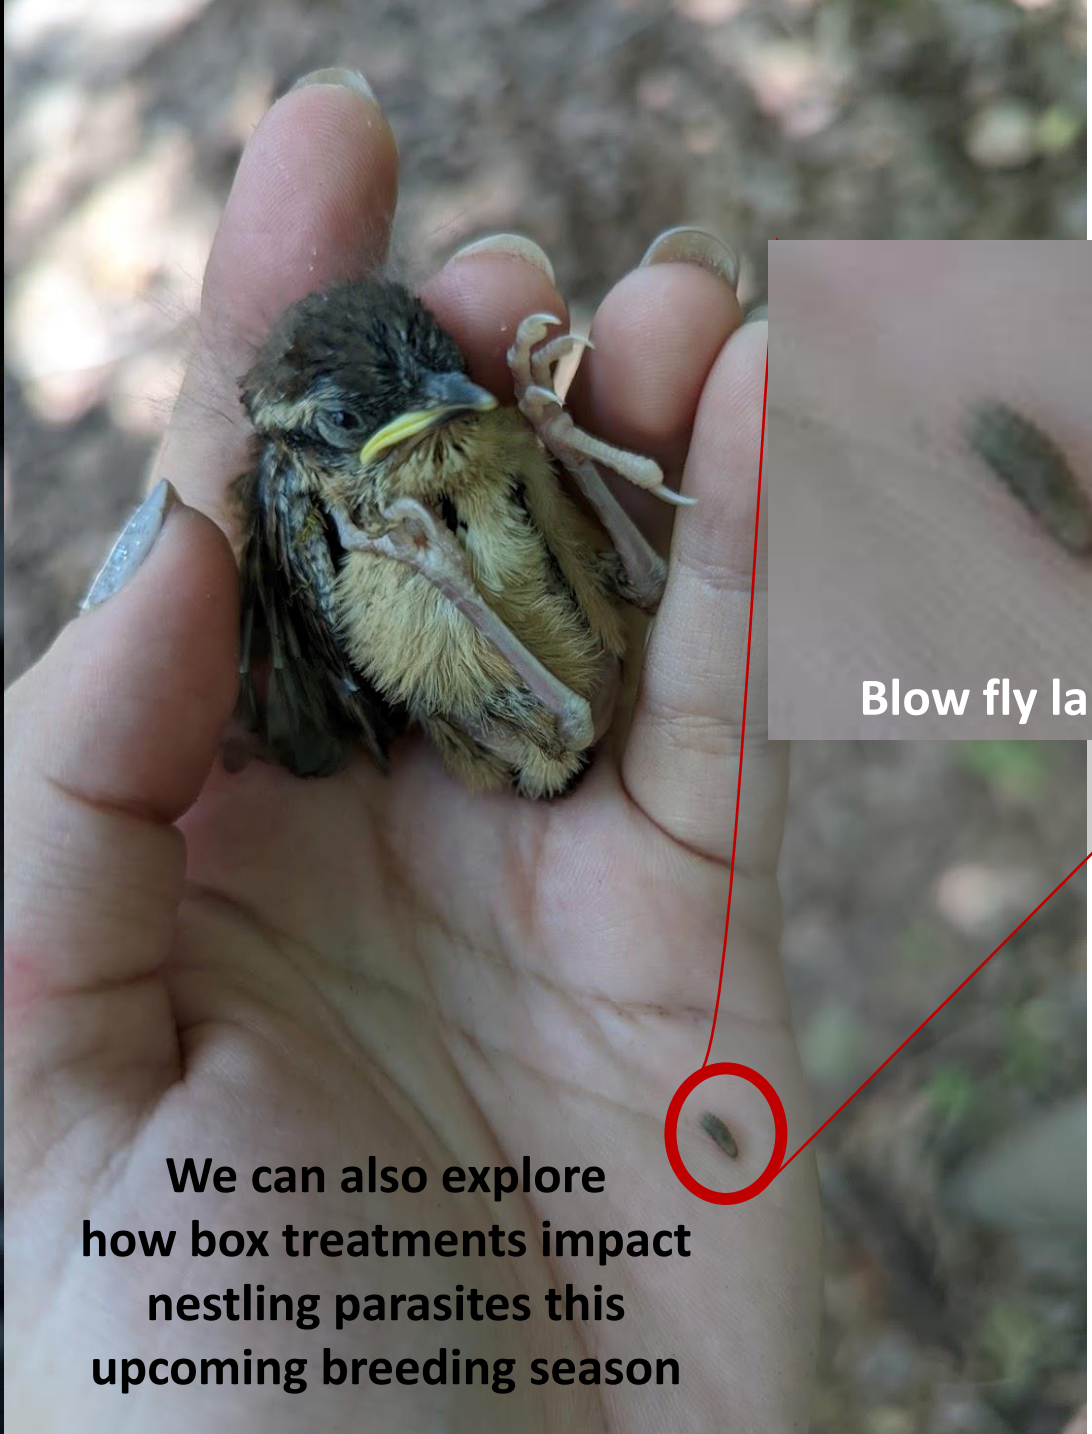 Blow fly la
We can also explore
how box treatments impact
nestling parasites this
upcoming breeding season